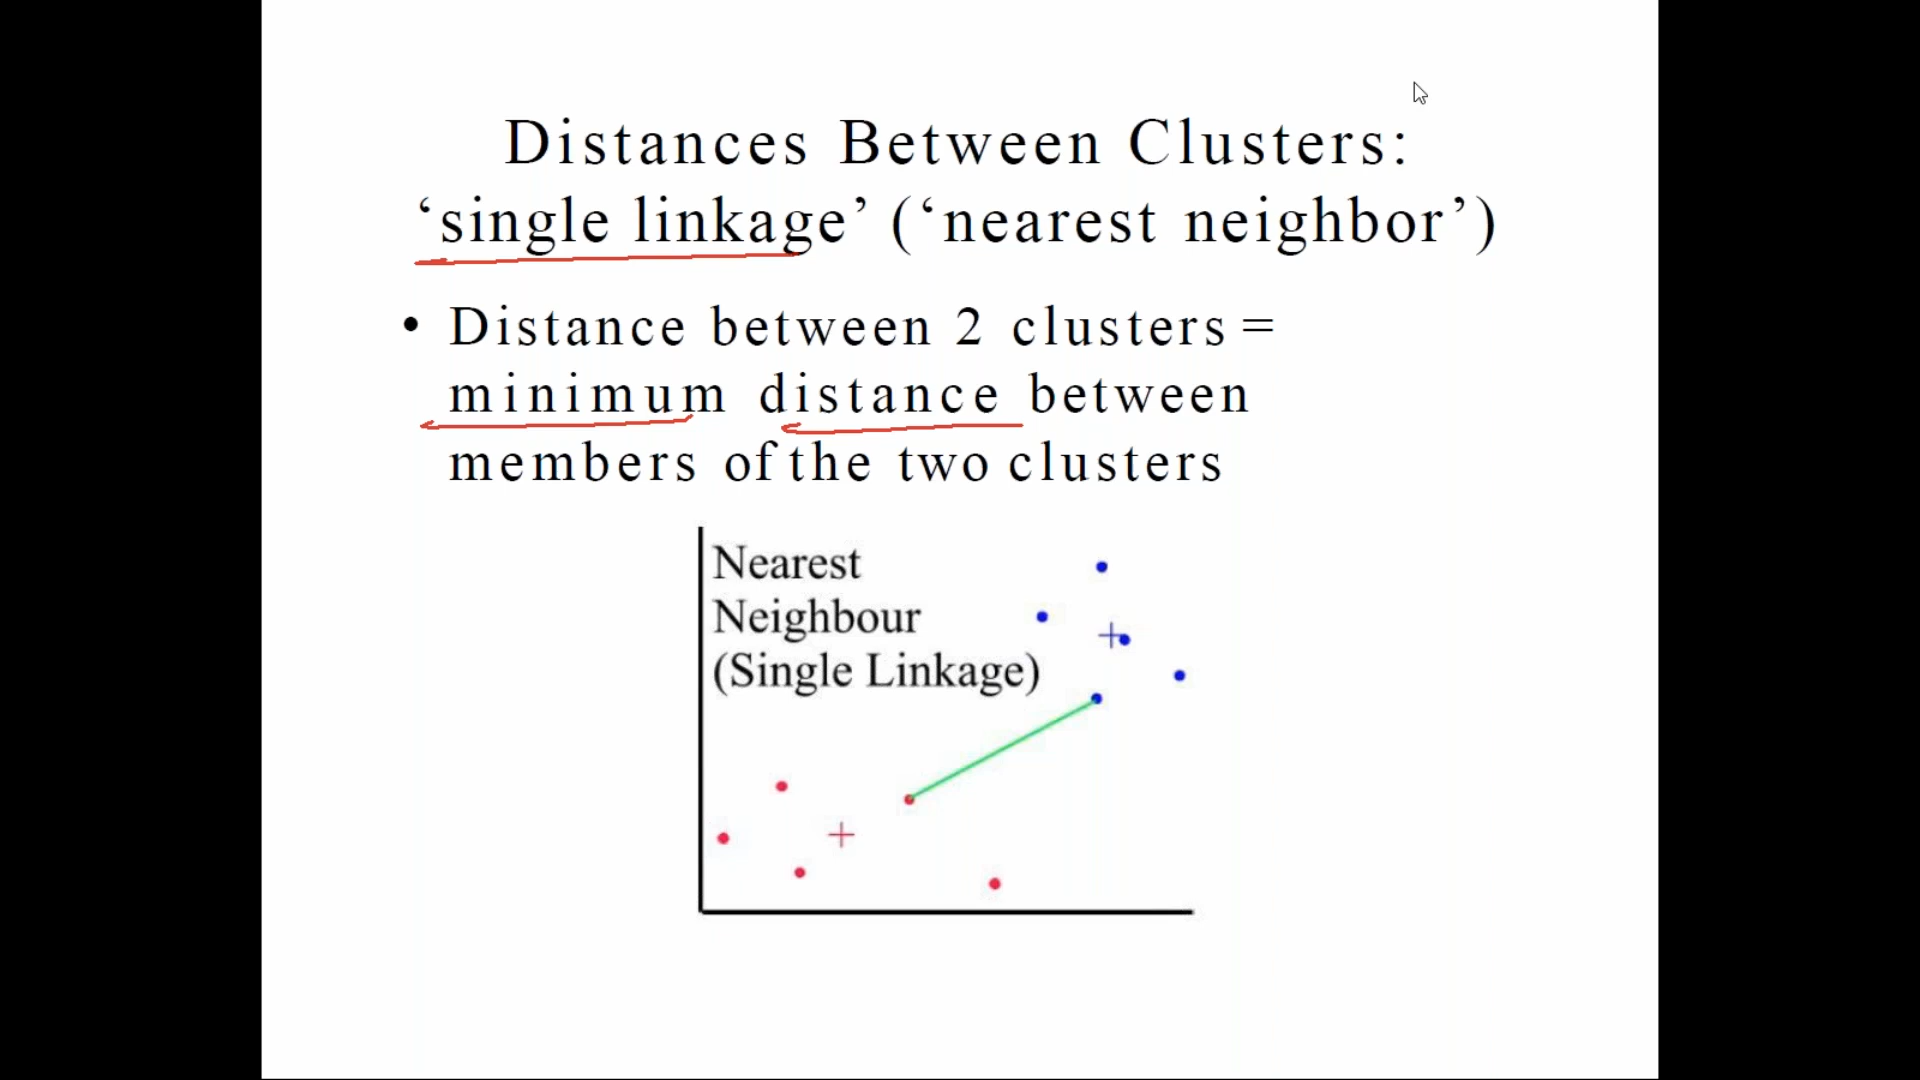 Distances Between Clusters:
‘single linkage’ (‘nearest neighbor’)
• Distance between 2 clusters =
minimum distance between
members of the two clusters
Nearest
Neighbour
(Single Linkage)